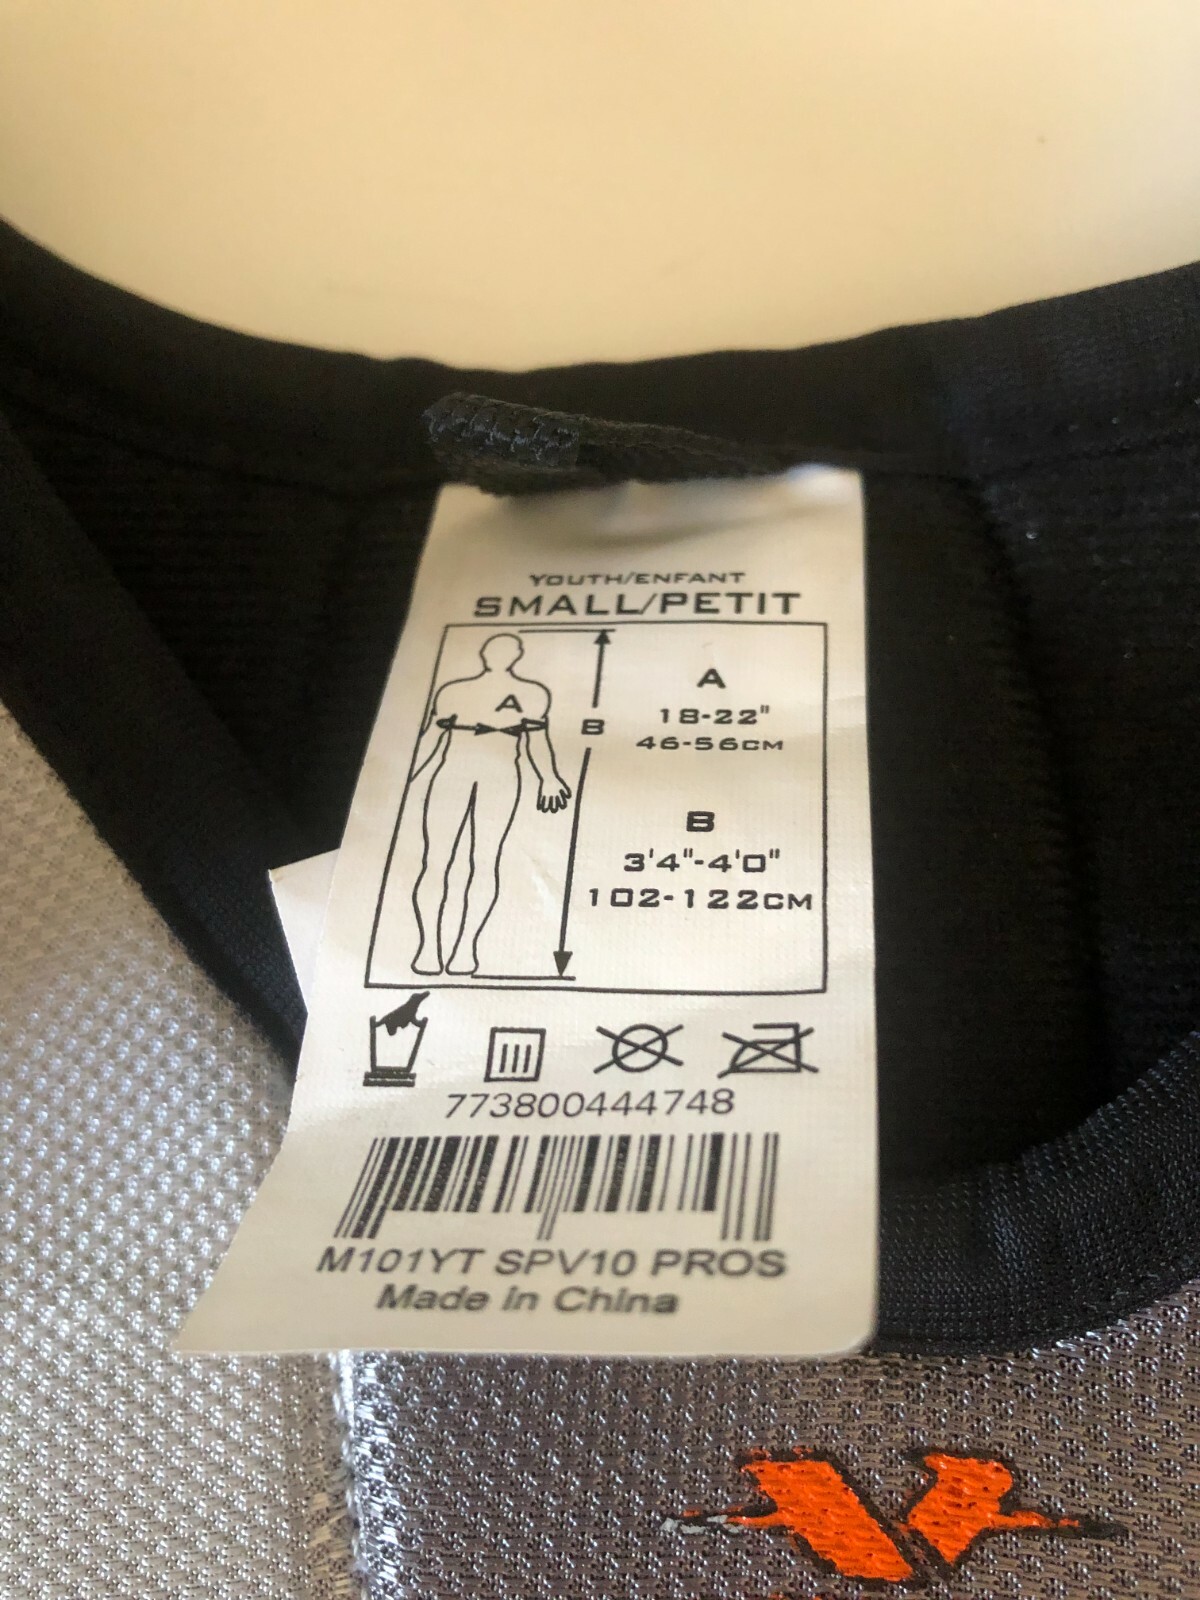 YOUTH/ENFANT
SMALL/PETIT
A
B
A
18-22"
46-56CM
B
3'4"-4'0"
102-122CM
773800444748
M101YT SPV10 PROS
Made in China